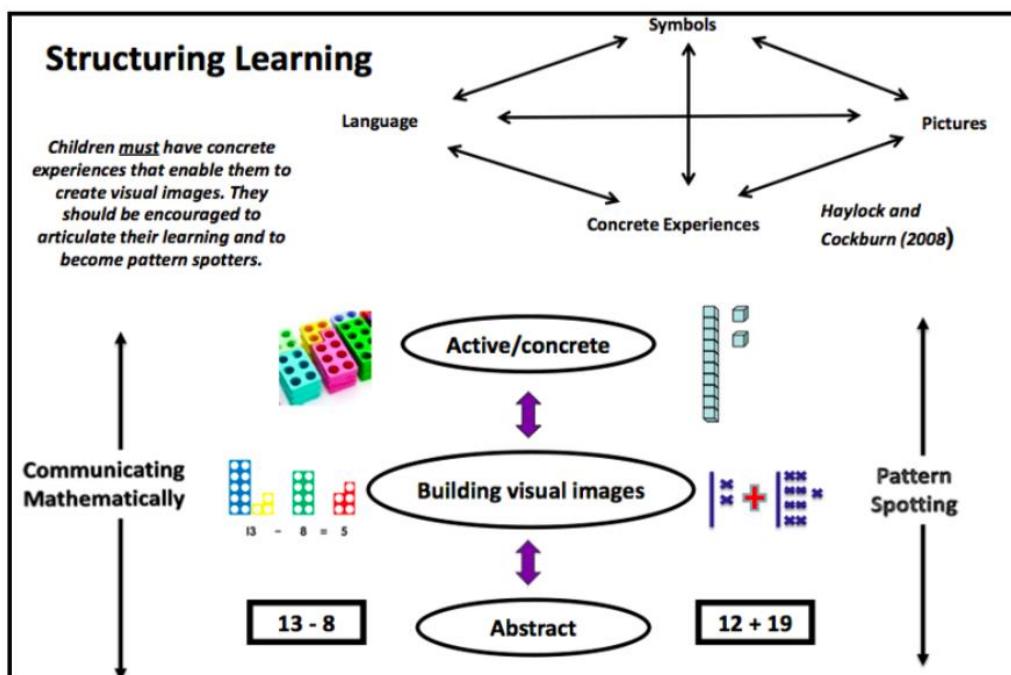 Structuring Learning
Symbols
Language
Pictures
Concrete Experiences
Haylock and
Cockburn (2008)
Children must have concrete
experiences that enable them to
create visual images. They
should be encouraged to
articulate their learning and to
become pattern spotters.
Active/concrete
Communicating
Mathematically
Building visual images
Pattern
Spotting
13 - 8 = 5
+
13 - 8
Abstract
12 + 19